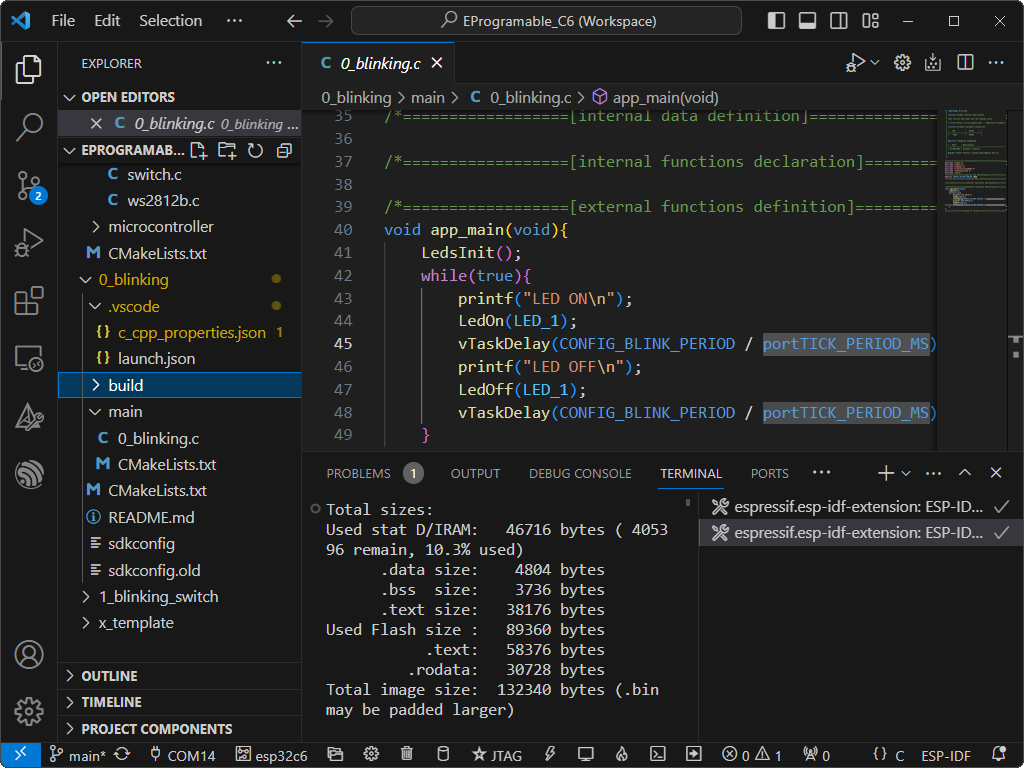 File Edit Selection ··· EProgramable_C6 (Workspace)
EXPLORER ···
OPEN EDITORS
C 0_blinking.c 0_blinking ...
EPROGRAMAB...
C switch.c
C ws2812b.c
microcontroller
M CMakeLists.txt
0_blinking
.vscode
{} c_cpp_properties.json 1
{} launch.json
build
main
C 0_blinking.c
M CMakeLists.txt
M CMakeLists.txt
README.md
sdkconfig
sdkconfig.old
1_blinking_switch
x_template
OUTLINE
TIMELINE
PROJECT COMPONENTS
2
C 0_blinking.c
0_blinking > main > C 0_blinking.c > app_main(void)
35 /*==================[internal data definition]==============
36
37 /*==================[internal functions declaration]========
38
39 /*==================[external functions definition]=========
40 void app_main(void){
41 LedsInit();
42 while(true){
43 printf("LED ON\n");
44 LedOn(LED_1);
45 vTaskDelay(CONFIG_BLINK_PERIOD / portTICK_PERIOD_MS)
46 printf("LED OFF\n");
47 LedOff(LED_1);
48 vTaskDelay(CONFIG_BLINK_PERIOD / portTICK_PERIOD_MS)
49 }
PROBLEMS 1 OUTPUT DEBUG CONSOLE TERMINAL PORTS ···
Total sizes:
Used stat D/IRAM: 46716 bytes ( 4053
96 remain, 10.3% used)
.data size: 4804 bytes
.bss size: 3736 bytes
.text size: 38176 bytes
Used Flash size : 89360 bytes
.text: 58376 bytes
.rodata: 30728 bytes
Total image size: 132340 bytes (.bin
may be padded larger)
espressif.esp-idf-extension: ESP-ID...
espressif.esp-idf-extension: ESP-ID...
main* COM14 esp32c6 JTAG 0 1 0 {} C ESP-IDF